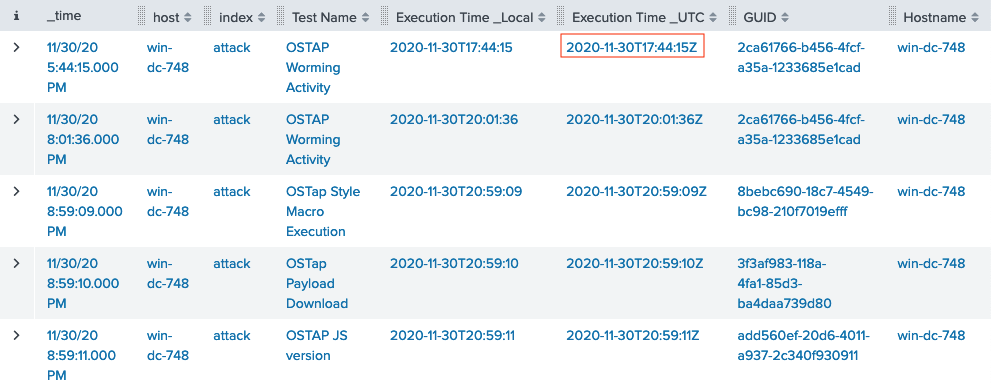 i _time host index Test Name Execution Time _Local Execution Time _UTC GUID Hostname
11/30/20 win- attack OSTAP 2020-11-30T17:44:15 2020-11-30T17:44:15Z 2ca61766-b456-4fcf- win-dc-748
5:44:15.000 dc-748 Worming a35a-1233685e1cad
PM Activity
11/30/20 win- attack OSTAP 2020-11-30T20:01:36 2020-11-30T20:01:36Z 2ca61766-b456-4fcf- win-dc-748
8:01:36.000 dc-748 Worming a35a-1233685e1cad
PM Activity
11/30/20 win- attack OSTap Style 2020-11-30T20:59:09 2020-11-30T20:59:09Z 8bebc690-18c7-4549- win-dc-748
8:59:09.000 dc-748 Macro bc98-210f7019efff
PM Execution
11/30/20 win- attack OSTap 2020-11-30T20:59:10 2020-11-30T20:59:10Z 3f3af983-118a- win-dc-748
8:59:10.000 dc-748 Payload 4fa1-85d3-
PM Download ba4daa739d80
11/30/20 win- attack OSTAP JS 2020-11-30T20:59:11 2020-11-30T20:59:11Z add560ef-20d6-4011- win-dc-748
8:59:11.000 dc-748 version a937-2c340f930911
PM